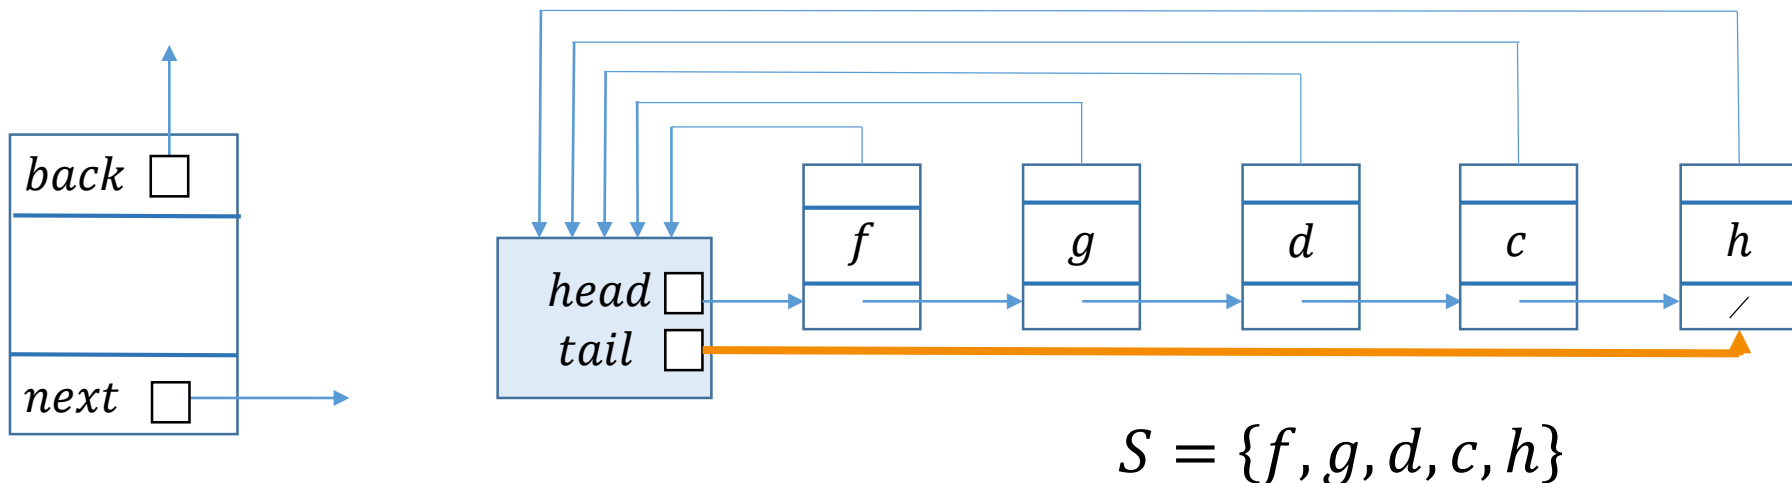 back
next
head
tail
f
g
d
c
h
/
S = {f, g, d, c, h}